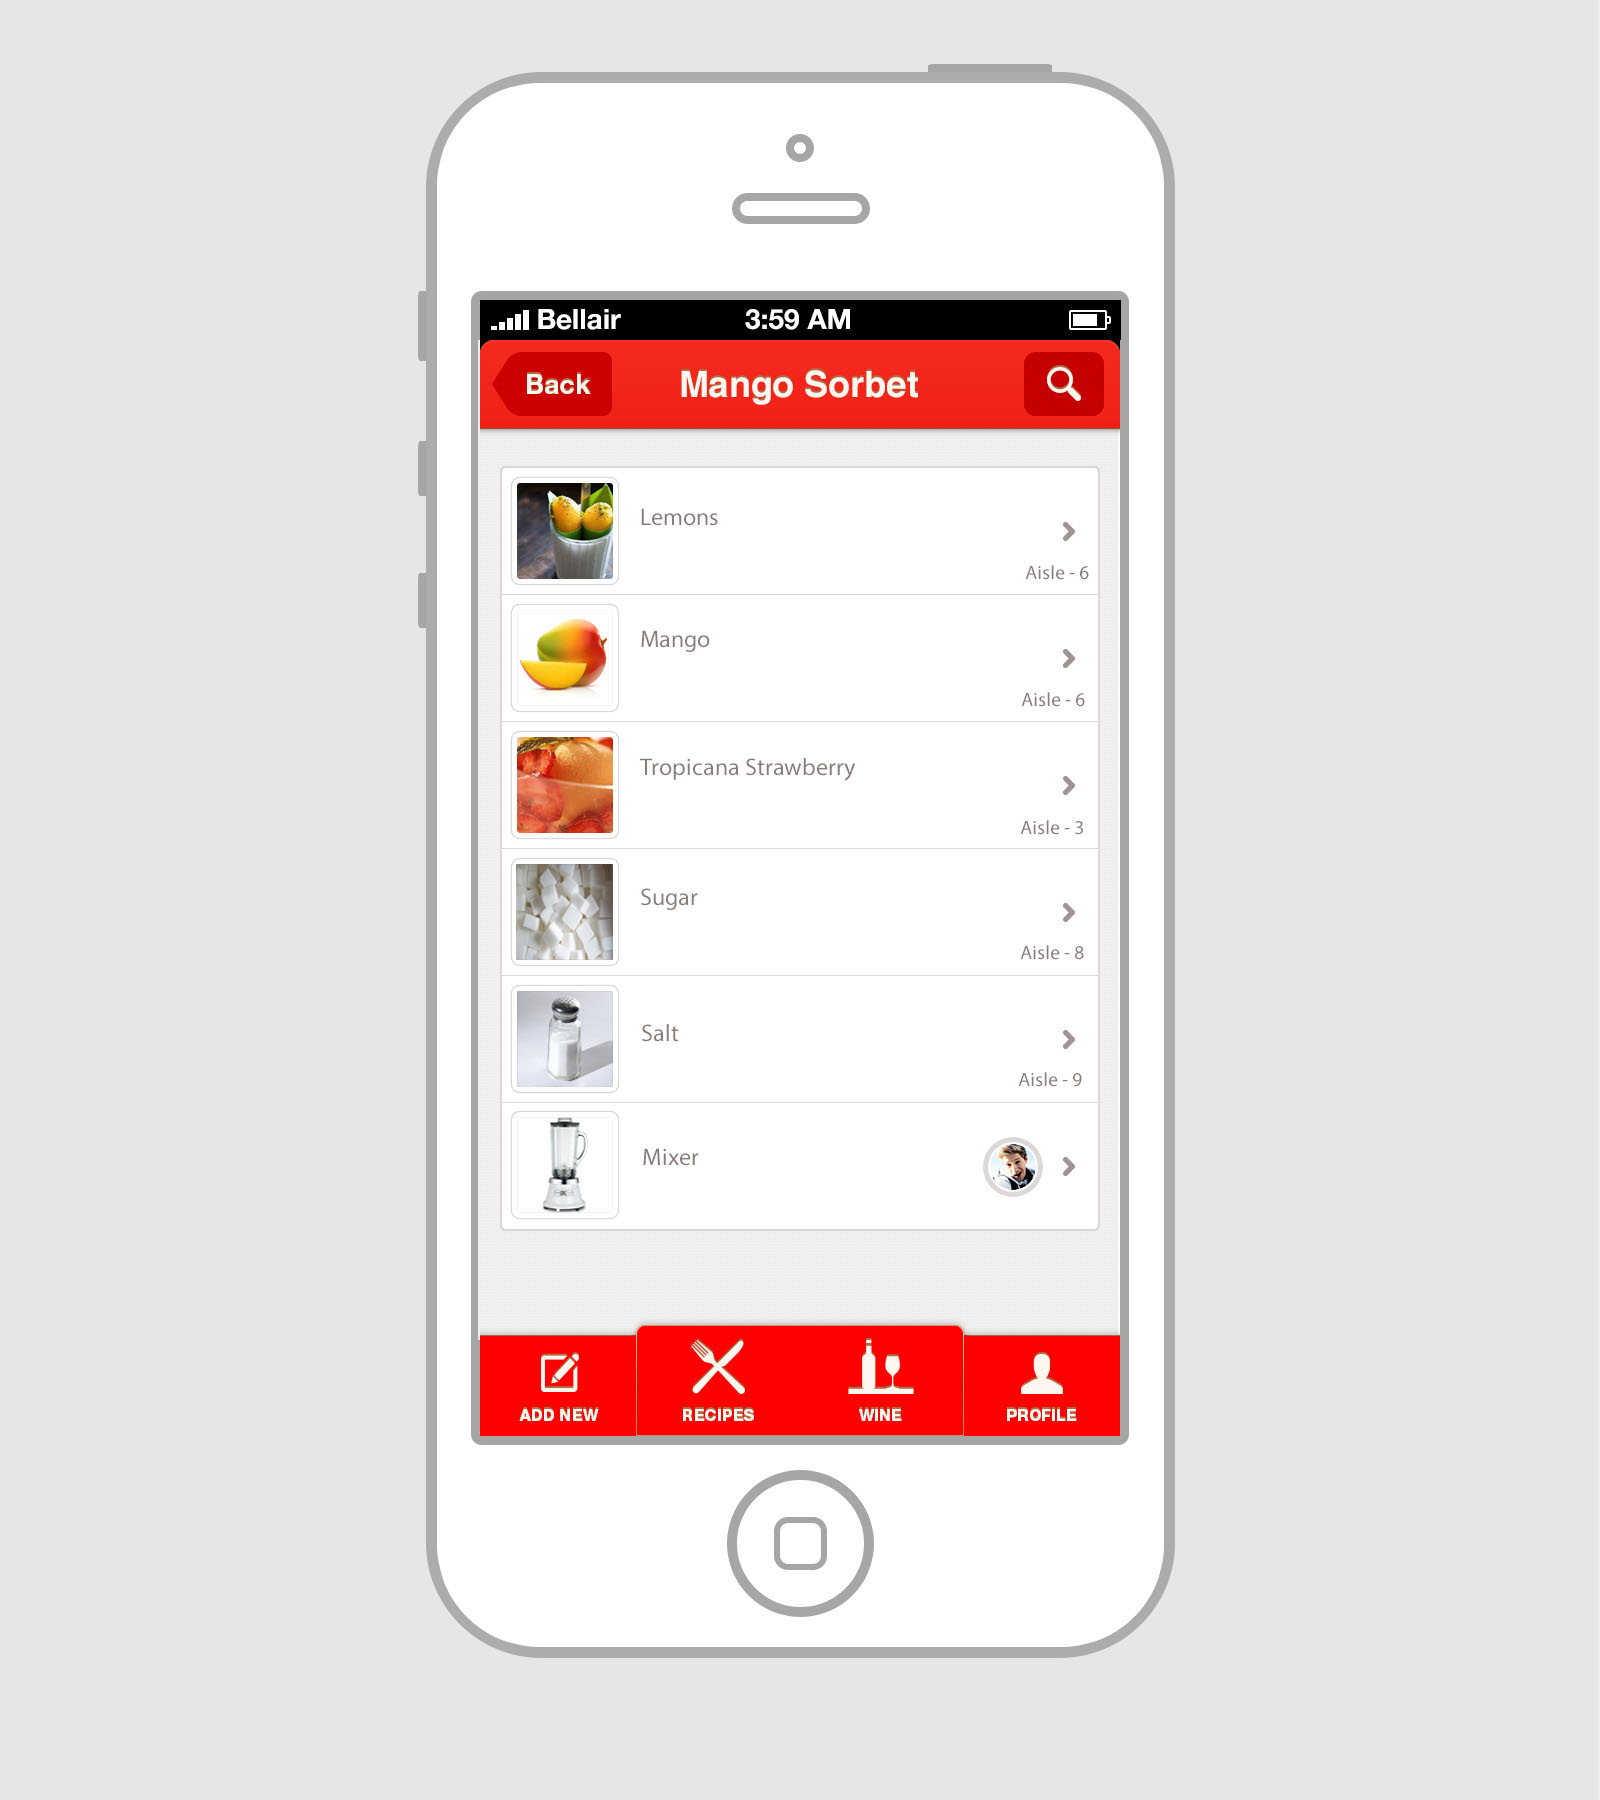 Bellair
3:59 AM
Back
Mango Sorbet
Lemons
Aisle - 6
Mango
Aisle - 6
Tropicana Strawberry
Aisle - 3
Sugar
Aisle - 8
Salt
Aisle - 9
Mixer
ADD NEW
RECIPES
WINE
PROFILE